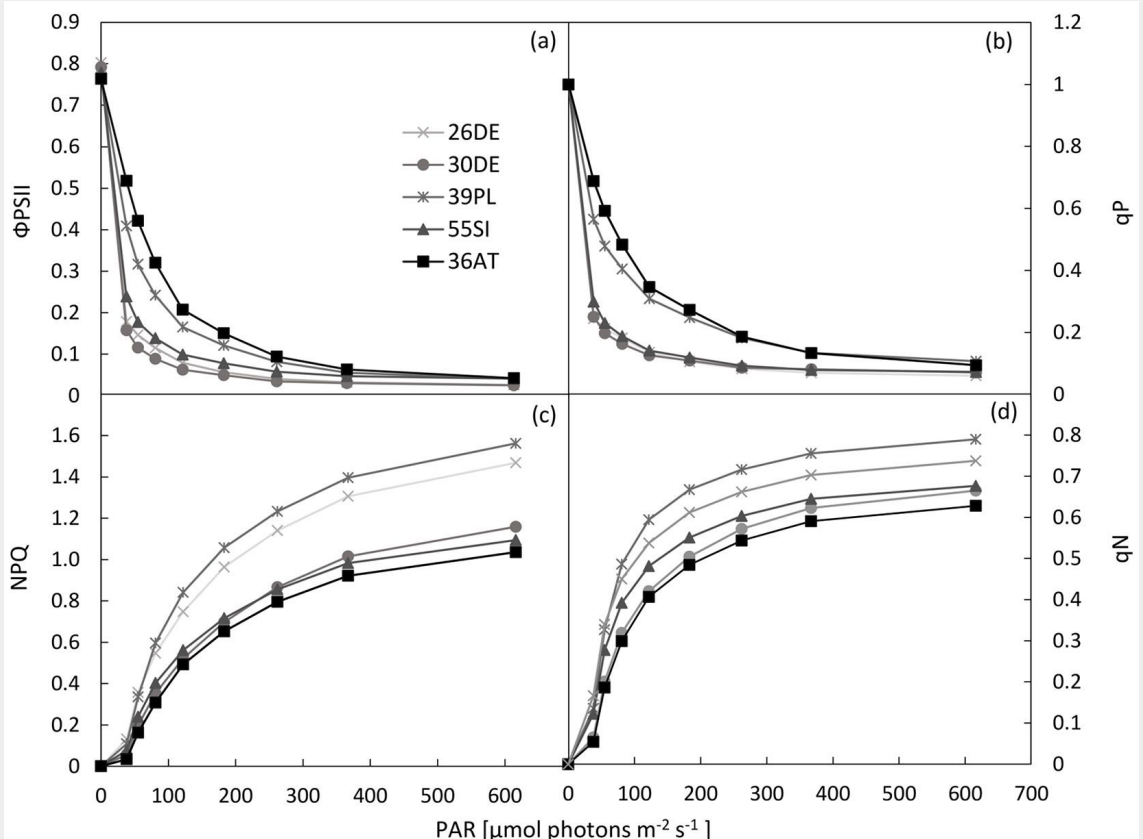 0.9
0.8
0.7
0.6
0.5
0.4
0.3
0.2
0.1
0
ΦPSII
(a)
26DE
30DE
39PL
55SI
36AT
(b)
1.2
1
0.8
0.6
0.4
0.2
0
qP
1.6
1.4
1.2
1.0
0.8
0.6
0.4
0.2
0
NPQ
(c)
(d)
0.8
0.7
0.6
0.5
0.4
0.3
0.2
0.1
0
qN
0 100 200 300 400 500 600
0 100 200 300 400 500 600 700
PAR [μmol photons m⁻² s⁻¹ ]